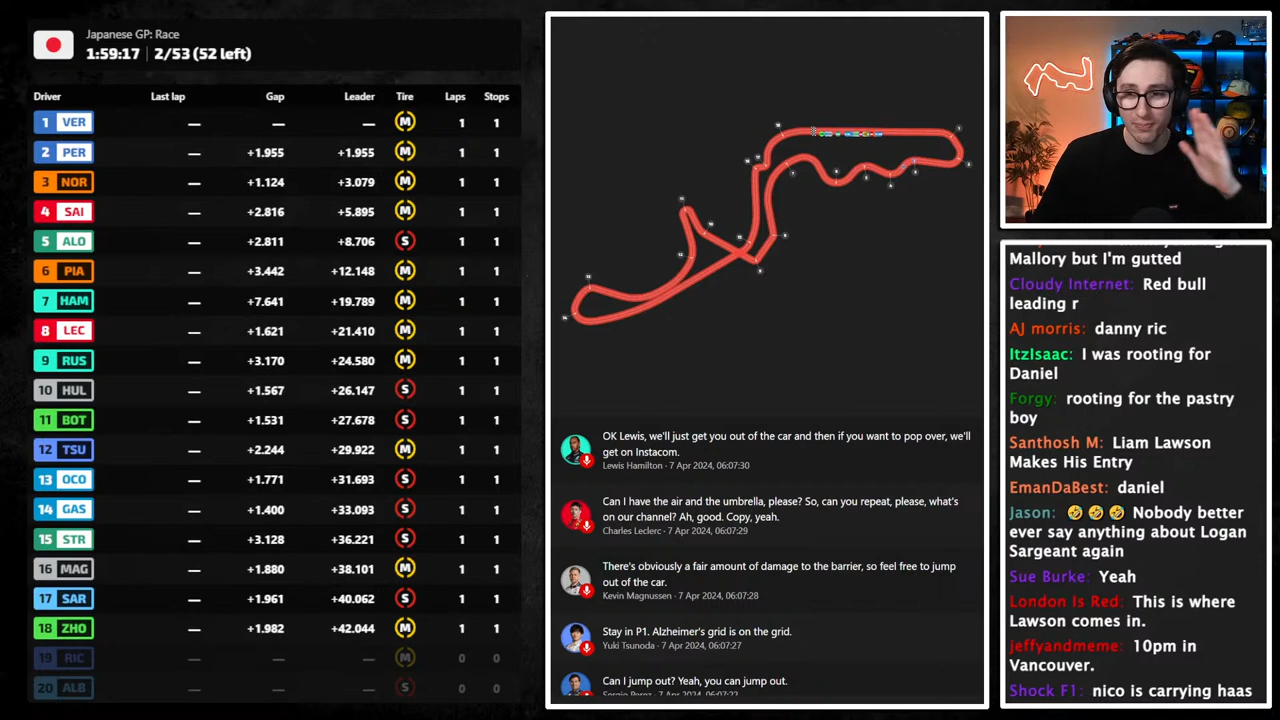 Japanese GP: Race
1:59:17 | 2/53 (52 left)
Driver Last lap Gap Leader Tire Laps Stops
1 VER — — — M 1 1
2 PER — +1.955 +1.955 M 1 1
3 NOR — +1.124 +3.079 M 1 1
4 SAI — +2.816 +5.895 M 1 1
5 ALO — +2.811 +8.706 S 1 1
6 PIA — +3.442 +12.148 M 1 1
7 HAM — +7.641 +19.789 M 1 1
8 LEC — +1.621 +21.410 M 1 1
9 RUS — +3.170 +24.580 M 1 1
10 HUL — +1.567 +26.147 S 1 1
11 BOT — +1.531 +27.678 S 1 1
12 TSU — +2.244 +29.922 M 1 1
13 OCO — +1.771 +31.693 S 1 1
14 GAS — +1.400 +33.093 S 1 1
15 STR — +3.128 +36.221 S 1 1
16 MAG — +1.880 +38.101 M 1 1
17 SAR — +1.961 +40.062 S 1 1
18 ZHO — +1.982 +42.044 M 1 1
19 RIC — M 0 0
20 ALB — S 0 0
OK Lewis, we'll just get you out of the car and then if you want to pop over, we'll
get on Instacom.
Lewis Hamilton · 7 Apr 2024, 06:07:30
Can I have the air and the umbrella, please? So, can you repeat, please, what's
on our channel? Ah, good. Copy, yeah.
Charles Leclerc · 7 Apr 2024, 06:07:29
There's obviously a fair amount of damage to the barrier, so feel free to jump
out of the car.
Kevin Magnussen · 7 Apr 2024, 06:07:28
Stay in P1. Alzheimer's grid is on the grid.
Yuki Tsunoda · 7 Apr 2024, 06:07:27
Can I jump out? Yeah, you can jump out.
Sergio Perez · 7 Apr 2024, 06:07:22
Mallory but I'm gutted
Cloudy Internet: Red bull
leading r
AJ morris: danny ric
ItzIsaac: I was rooting for
Daniel
Forgy: rooting for the pastry
boy
Santhosh M: Liam Lawson
Makes His Entry
EmanDaBest: daniel
Jason: 🤣🤣🤣 Nobody better
ever say anything about Logan
Sargeant again
Sue Burke: Yeah
London Is Red: This is where
Lawson comes in.
jeffyandmeme: 10pm in
Vancouver.
Shock F1: nico is carrying haas